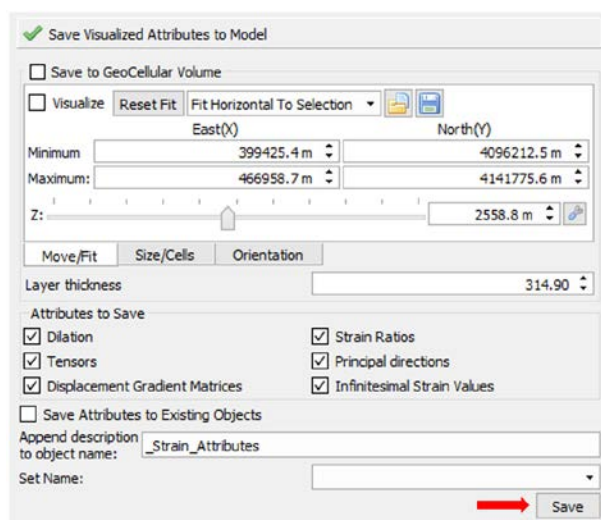 Save Visualized Attributes to Model
Save to GeoCellular Volume
Visualize Reset Fit Fit Horizontal To Selection
East(X) North(Y)
Minimum 399425.4 m 4096212.5 m
Maximum: 466958.7 m 4141775.6 m
Z: 2558.8 m
Move/Fit Size/Cells Orientation
Layer thickness 314.90
Attributes to Save
Dilation Strain Ratios
Tensors Principal directions
Displacement Gradient Matrices Infinitesimal Strain Values
Save Attributes to Existing Objects
Append description
to object name: _Strain_Attributes
Set Name:
Save